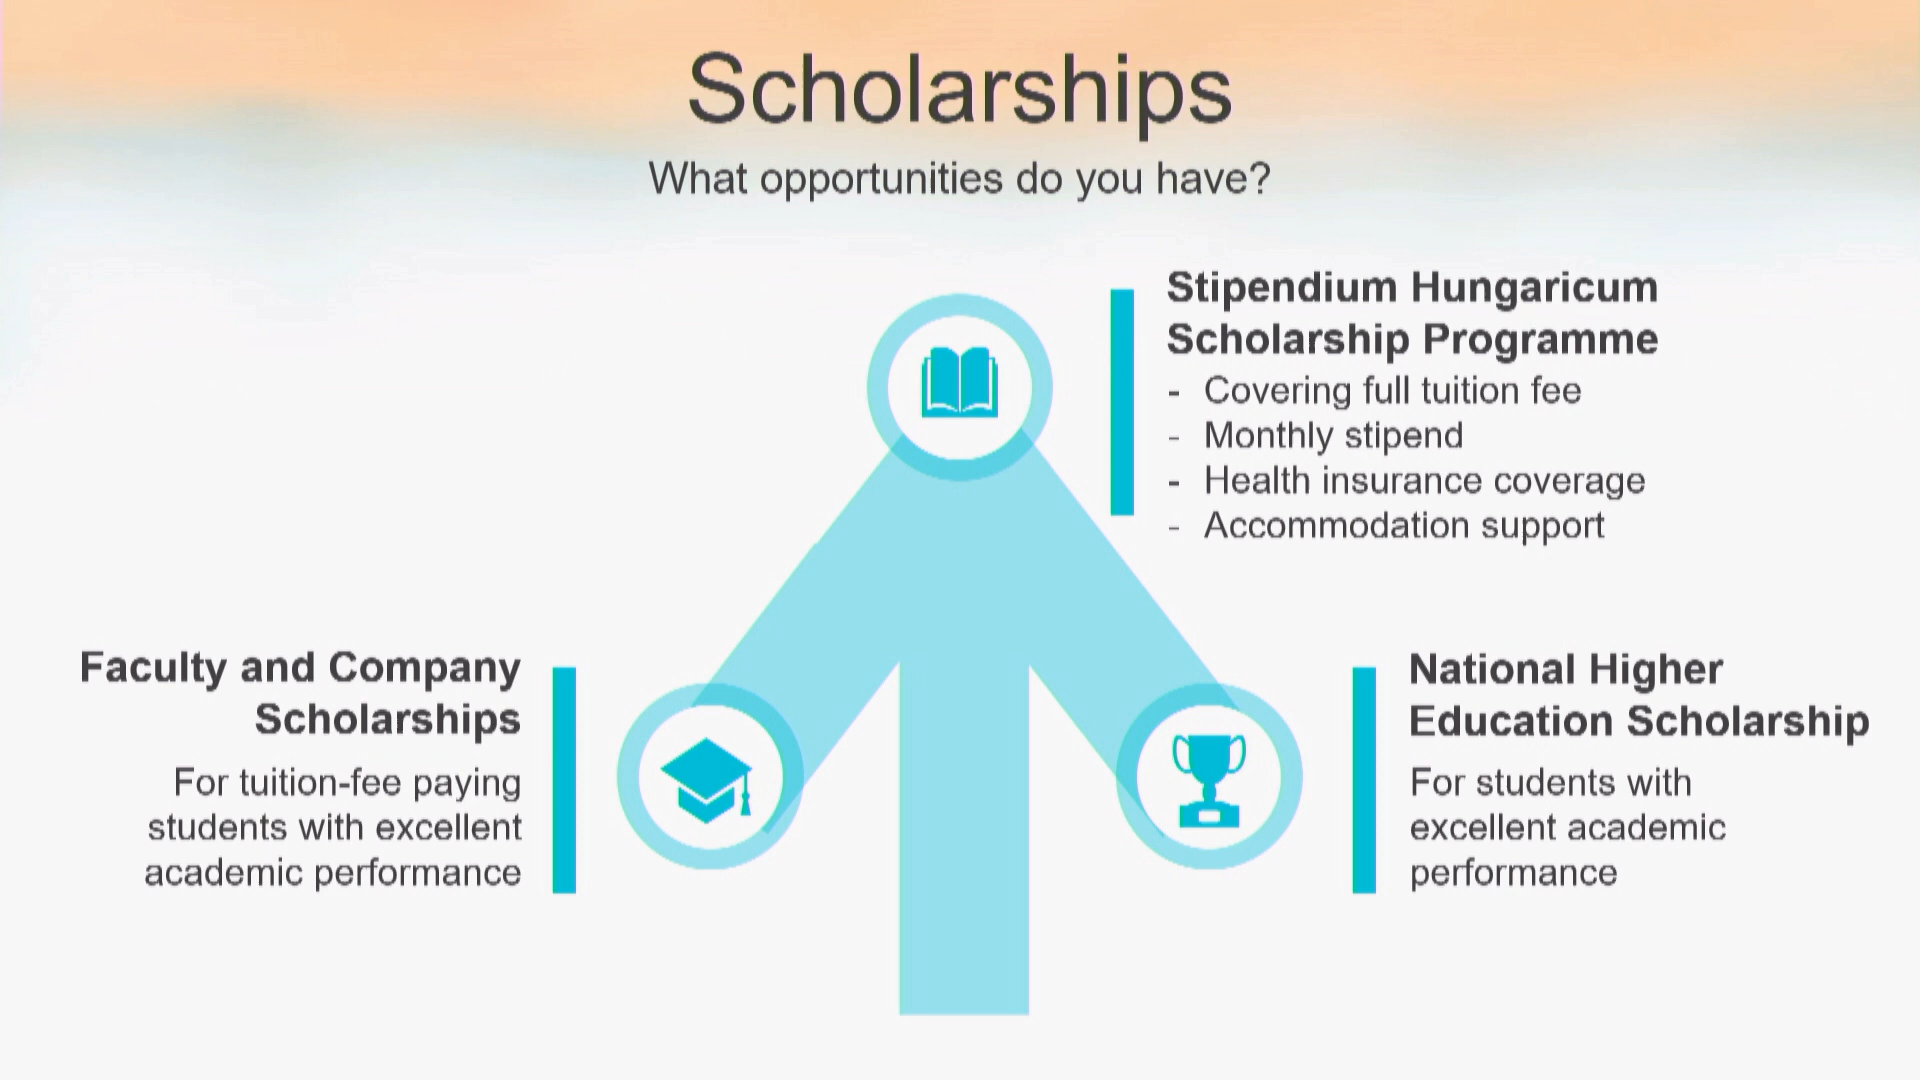 Scholarships
What opportunities do you have?
Stipendium Hungaricum
Scholarship Programme
- Covering full tuition fee
- Monthly stipend
- Health insurance coverage
- Accommodation support
Faculty and Company
Scholarships
For tuition-fee paying
students with excellent
academic performance
National Higher
Education Scholarship
For students with
excellent academic
performance